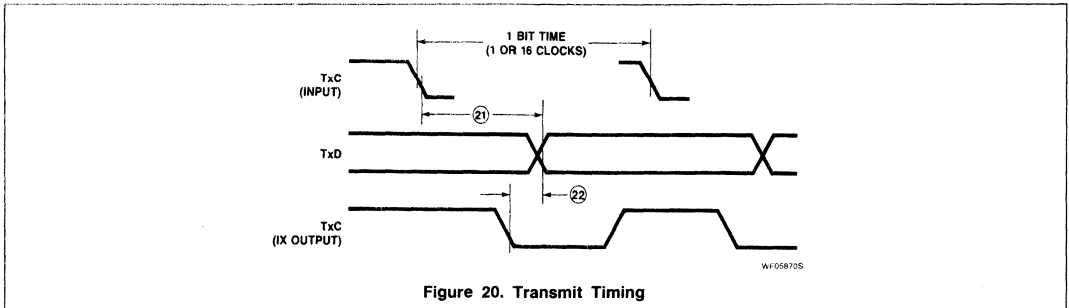 1 BIT TIME
(1 OR 16 CLOCKS)
TxC
(INPUT)
21
TxD
22
TxC
(IX OUTPUT)
WF05870S
Figure 20. Transmit Timing